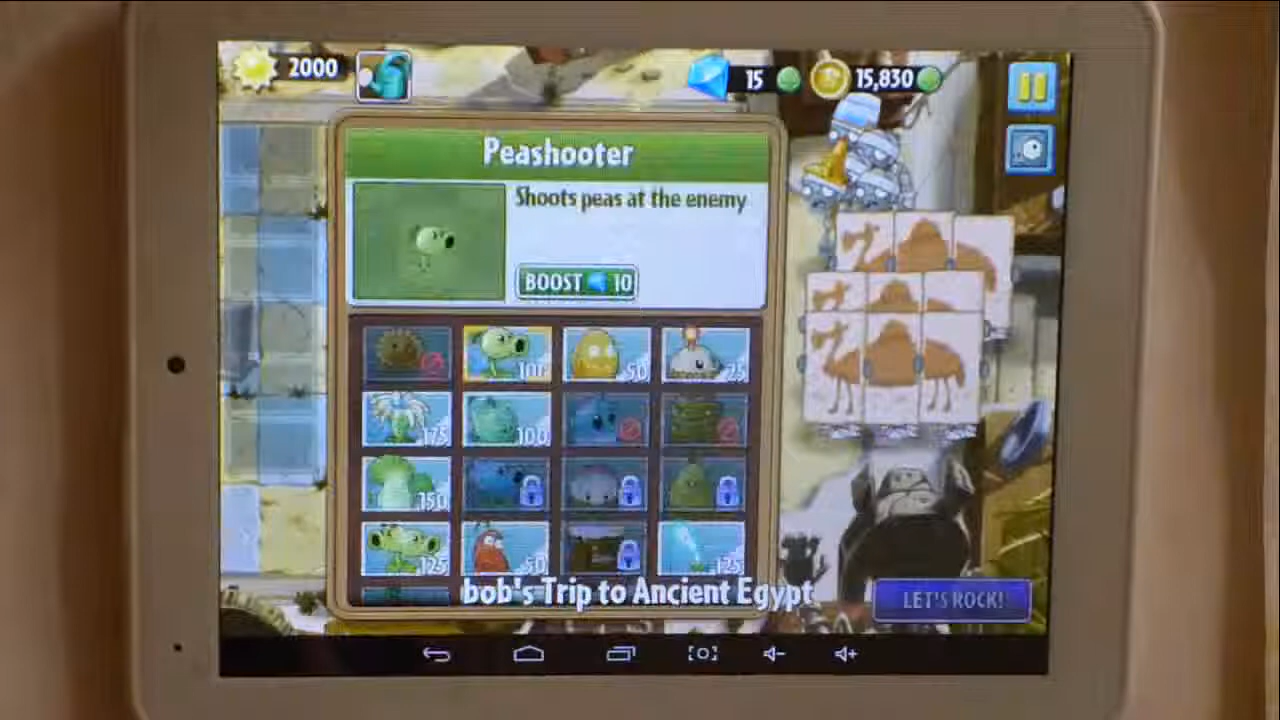 2000
15
15,830
Peashooter
Shoots peas at the enemy
BOOST 10
100
50
25
175
100
150
125
50
125
bob's Trip to Ancient Egypt
LET'S ROCK!